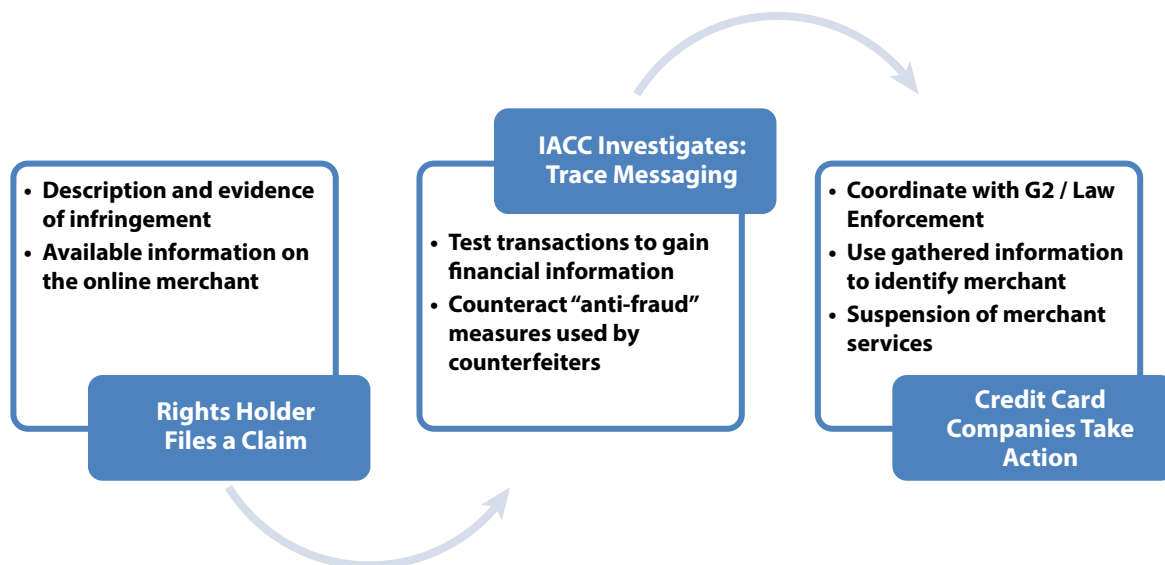 • Description and evidence
of infringement
• Available information on
the online merchant
Rights Holder
Files a Claim
IACC Investigates:
Trace Messaging
• Test transactions to gain
financial information
• Counteract “anti-fraud”
measures used by
counterfeiters
• Coordinate with G2 / Law
Enforcement
• Use gathered information
to identify merchant
• Suspension of merchant
services
Credit Card
Companies Take
Action